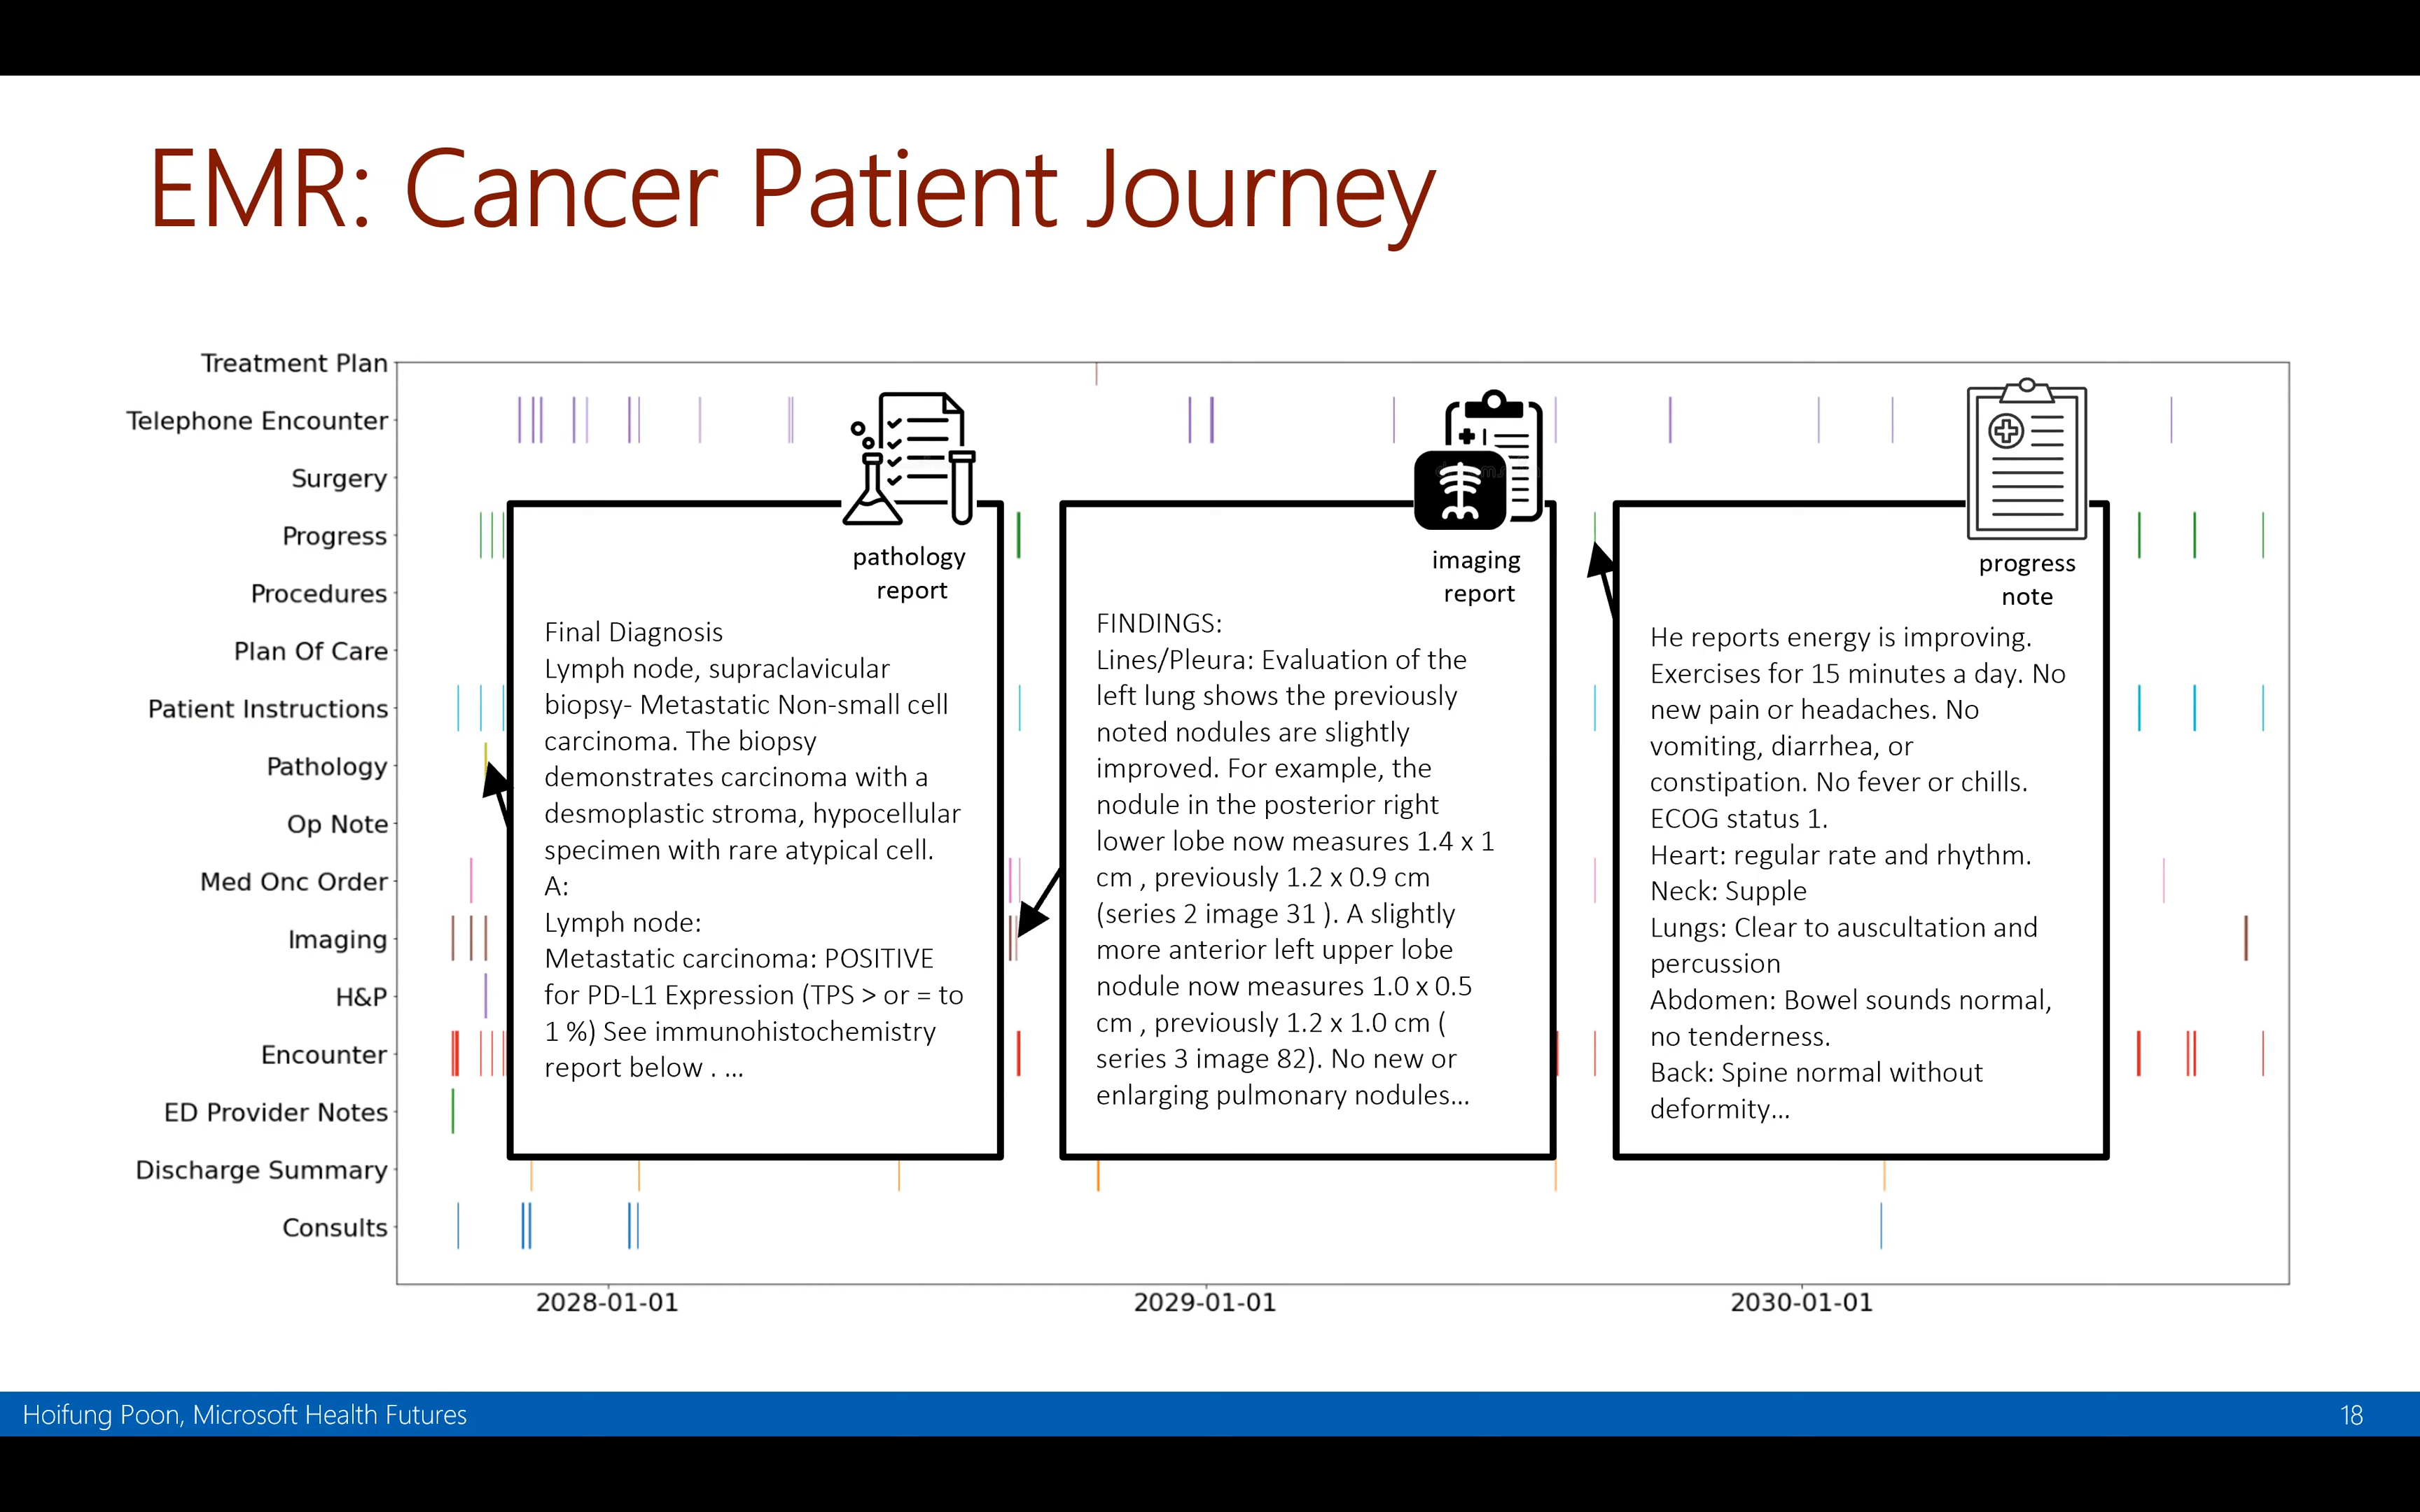 EMR: Cancer Patient Journey
Treatment Plan
Telephone Encounter
Surgery
Progress
Procedures
Plan Of Care
Patient Instructions
Pathology
Op Note
Med Onc Order
Imaging
H&P
Encounter
ED Provider Notes
Discharge Summary
Consults
pathology
report
Final Diagnosis
Lymph node, supraclavicular
biopsy- Metastatic Non-small cell
carcinoma. The biopsy
demonstrates carcinoma with a
desmoplastic stroma, hypocellular
specimen with rare atypical cell.
A:
Lymph node:
Metastatic carcinoma: POSITIVE
for PD-L1 Expression (TPS > or = to
1 %) See immunohistochemistry
report below . ...
imaging
report
FINDINGS:
Lines/Pleura: Evaluation of the
left lung shows the previously
noted nodules are slightly
improved. For example, the
nodule in the posterior right
lower lobe now measures 1.4 x 1
cm , previously 1.2 x 0.9 cm
(series 2 image 31 ). A slightly
more anterior left upper lobe
nodule now measures 1.0 x 0.5
cm , previously 1.2 x 1.0 cm (
series 3 image 82). No new or
enlarging pulmonary nodules...
progress
note
He reports energy is improving.
Exercises for 15 minutes a day. No
new pain or headaches. No
vomiting, diarrhea, or
constipation. No fever or chills.
ECOG status 1.
Heart: regular rate and rhythm.
Neck: Supple
Lungs: Clear to auscultation and
percussion
Abdomen: Bowel sounds normal,
no tenderness.
Back: Spine normal without
deformity...
2028-01-01
2029-01-01
2030-01-01
Hoifung Poon, Microsoft Health Futures
18